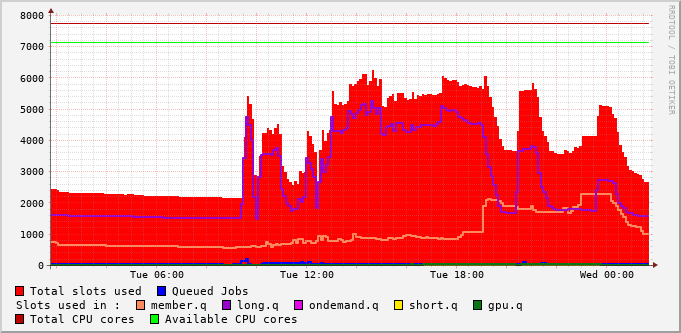 RRDTOOL / TOBI OETIKER
8000
7000
6000
5000
4000
3000
2000
1000
0
Tue 06:00 Tue 12:00 Tue 18:00 Wed 00:00
Total slots used Queued Jobs
Slots used in : member.q long.q ondemand.q short.q gpu.q
Total CPU cores Available CPU cores